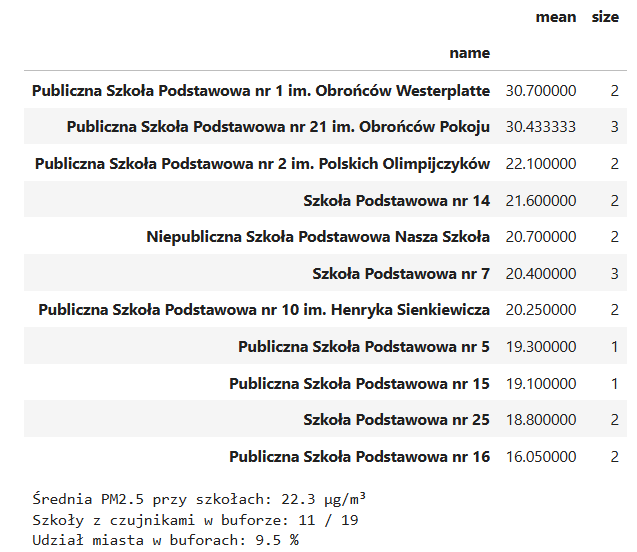 mean size
name
Publiczna Szkoła Podstawowa nr 1 im. Obrońców Westerplatte 30.700000 2
Publiczna Szkoła Podstawowa nr 21 im. Obrońców Pokoju 30.433333 3
Publiczna Szkoła Podstawowa nr 2 im. Polskich Olimpijczyków 22.100000 2
Szkoła Podstawowa nr 14 21.600000 2
Niepubliczna Szkoła Podstawowa Nasza Szkoła 20.700000 2
Szkoła Podstawowa nr 7 20.400000 3
Publiczna Szkoła Podstawowa nr 10 im. Henryka Sienkiewicza 20.250000 2
Publiczna Szkoła Podstawowa nr 5 19.300000 1
Publiczna Szkoła Podstawowa nr 15 19.100000 1
Szkoła Podstawowa nr 25 18.800000 2
Publiczna Szkoła Podstawowa nr 16 16.050000 2
Średnia PM2.5 przy szkołach: 22.3 µg/m³
Szkoły z czujnikami w buforze: 11 / 19
Udział miasta w buforach: 9.5 %